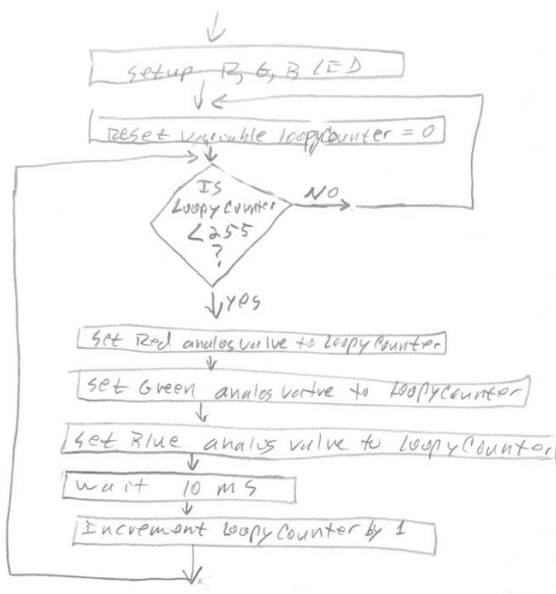 setup R, G, B LED
Reset variable loopyCounter = 0
Is
LoopyCounter
<255
?
NO
yes
set Red analog value to LoopyCounter
set Green analog value to LoopyCounter
set Blue analog value to LoopyCounter
wait 10 ms
Increment LoopyCounter by 1